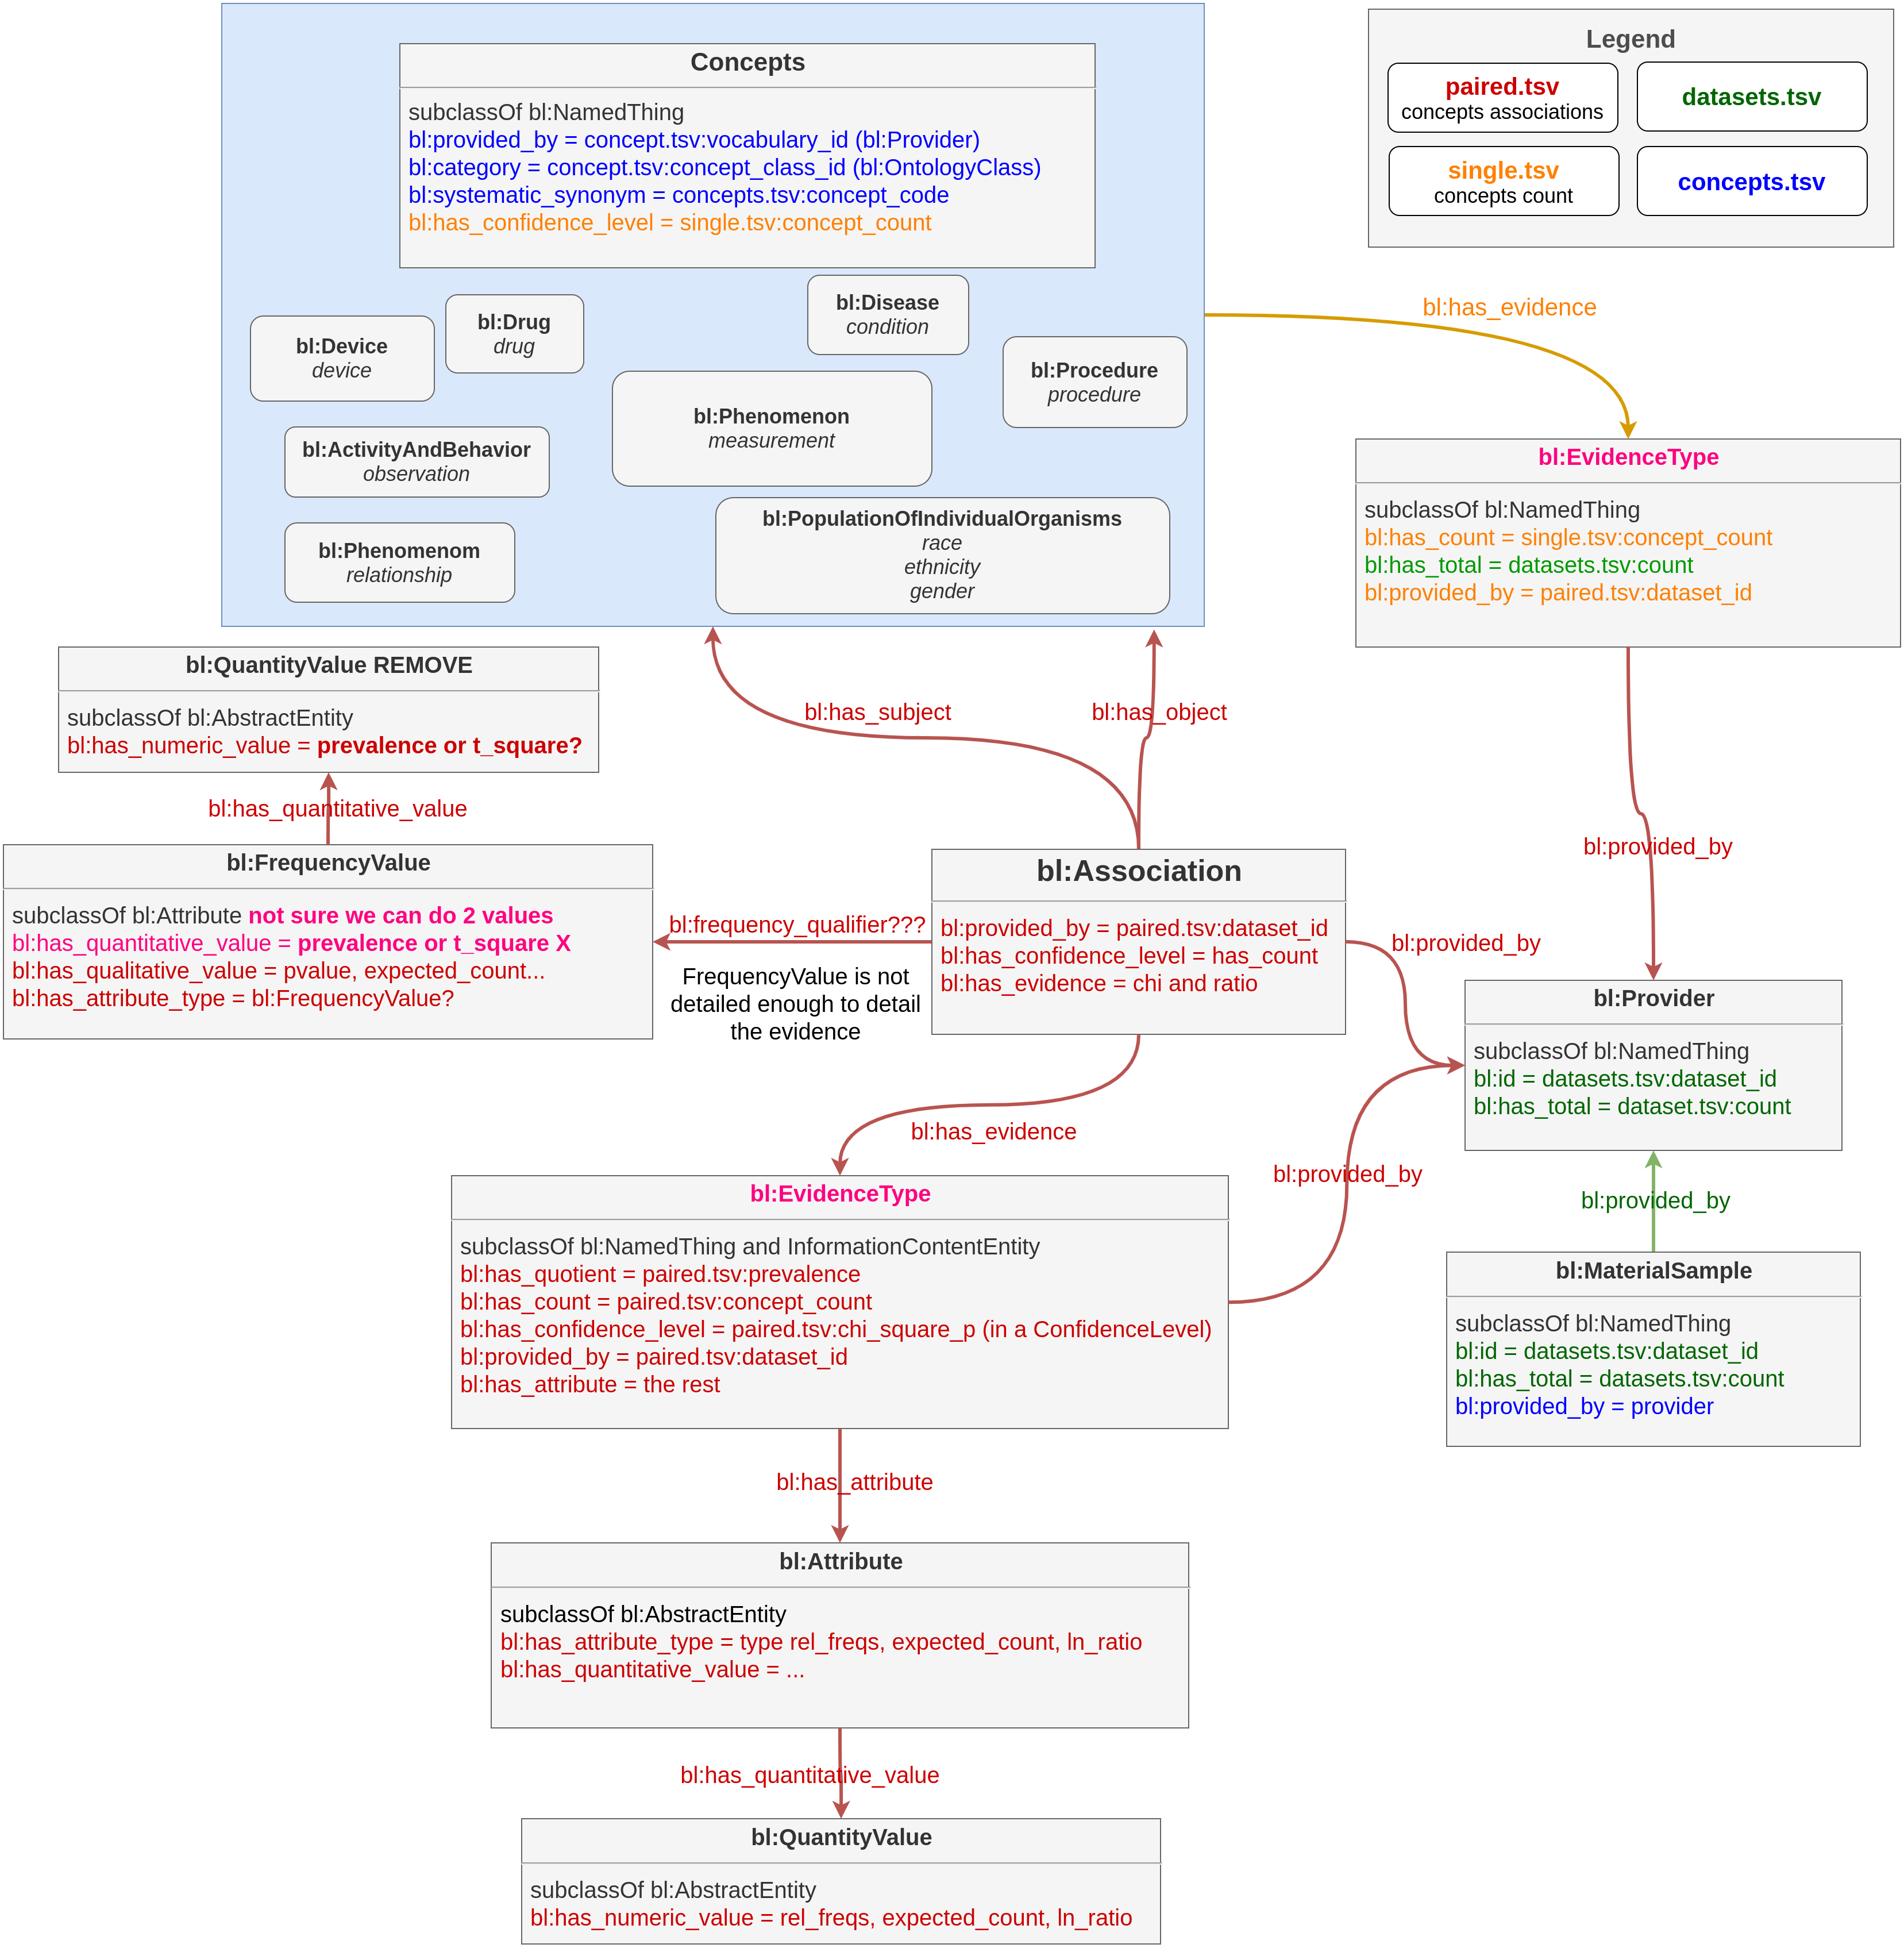 Concepts
subclassOf bl:NamedThing
bl:provided_by = concept.tsv:vocabulary_id (bl:Provider)
bl:category = concept.tsv:concept_class_id (bl:OntologyClass)
bl:systematic_synonym = concepts.tsv:concept_code
bl:has_confidence_level = single.tsv:concept_count
Legend
paired.tsv
concepts associations
datasets.tsv
single.tsv
concepts count
concepts.tsv
bl:Device
device
bl:Drug
drug
bl:Disease
condition
bl:Procedure
procedure
bl:Phenomenon
measurement
bl:ActivityAndBehavior
observation
bl:Phenomenom
relationship
bl:PopulationOfIndividualOrganisms
race
ethnicity
gender
bl:has_evidence
bl:EvidenceType
subclassOf bl:NamedThing
bl:has_count = single.tsv:concept_count
bl:has_total = datasets.tsv:count
bl:provided_by = paired.tsv:dataset_id
bl:QuantityValue REMOVE
subclassOf bl:AbstractEntity
bl:has_numeric_value = prevalence or t_square?
bl:has_subject
bl:has_object
bl:has_quantitative_value
bl:provided_by
bl:FrequencyValue
subclassOf bl:Attribute not sure we can do 2 values
bl:has_quantitative_value = prevalence or t_square X
bl:has_qualitative_value = pvalue, expected_count...
bl:has_attribute_type = bl:FrequencyValue?
bl:frequency_qualifier???
FrequencyValue is not
detailed enough to detail
the evidence
bl:Association
bl:provided_by = paired.tsv:dataset_id
bl:has_confidence_level = has_count
bl:has_evidence = chi and ratio
bl:provided_by
bl:Provider
subclassOf bl:NamedThing
bl:id = datasets.tsv:dataset_id
bl:has_total = dataset.tsv:count
bl:has_evidence
bl:provided_by
bl:provided_by
bl:EvidenceType
subclassOf bl:NamedThing and InformationContentEntity
bl:has_quotient = paired.tsv:prevalence
bl:has_count = paired.tsv:concept_count
bl:has_confidence_level = paired.tsv:chi_square_p (in a ConfidenceLevel)
bl:provided_by = paired.tsv:dataset_id
bl:has_attribute = the rest
bl:MaterialSample
subclassOf bl:NamedThing
bl:id = datasets.tsv:dataset_id
bl:has_total = datasets.tsv:count
bl:provided_by = provider
bl:has_attribute
bl:Attribute
subclassOf bl:AbstractEntity
bl:has_attribute_type = type rel_freqs, expected_count, ln_ratio
bl:has_quantitative_value = ...
bl:has_quantitative_value
bl:QuantityValue
subclassOf bl:AbstractEntity
bl:has_numeric_value = rel_freqs, expected_count, ln_ratio